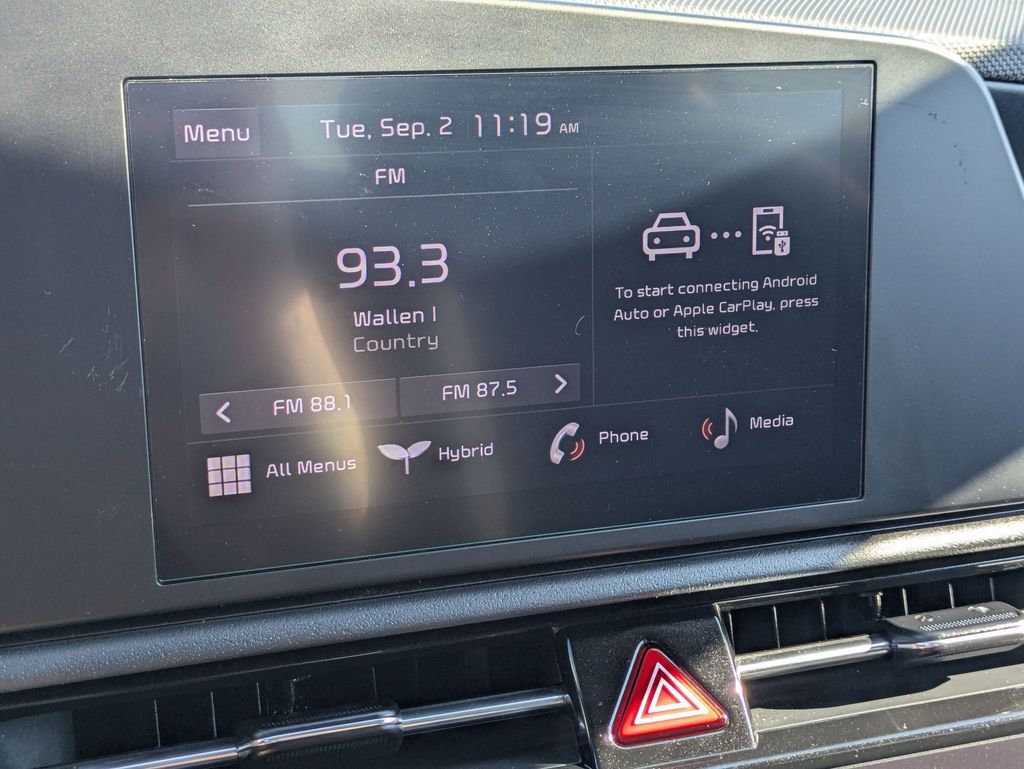 Menu
Tue, Sep. 2 11:19 AM
FM
93.3
Wallen I
Country
< FM 88.1
FM 87.5 >
To start connecting Android
Auto or Apple CarPlay, press
this widget.
All Menus
Hybrid
Phone
Media